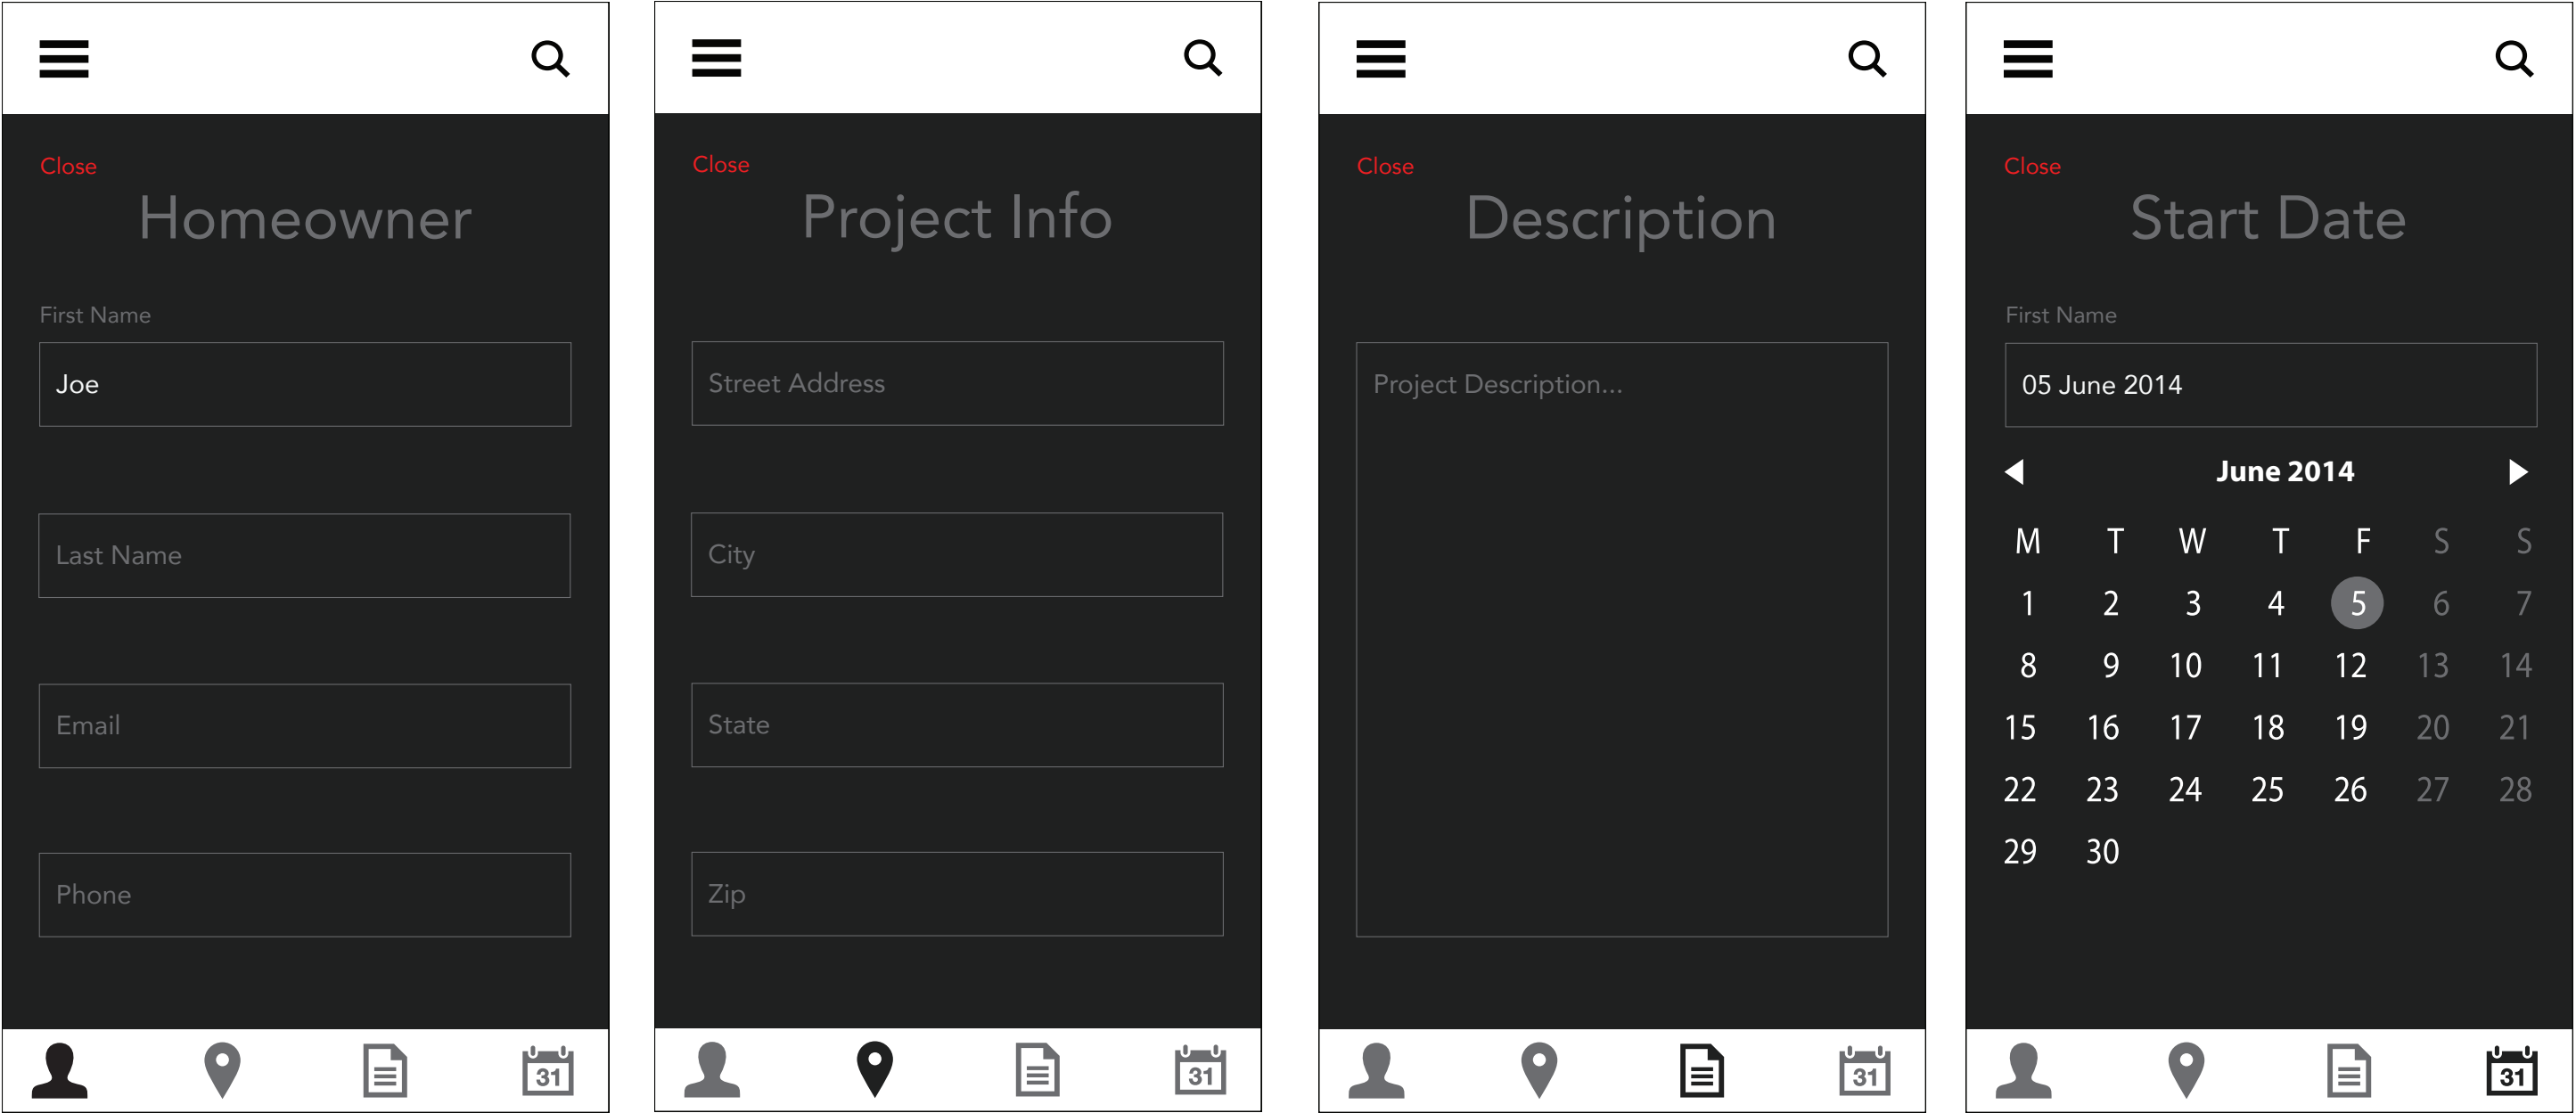 Close
Homeowner
First Name
Joe
Last Name
Email
Phone
31
Close
Project Info
Street Address
City
State
Zip
31
Close
Description
Project Description...
31
Close
Start Date
First Name
05 June 2014
June 2014
M T W T F S S
1 2 3 4 5 6 7
8 9 10 11 12 13 14
15 16 17 18 19 20 21
22 23 24 25 26 27 28
29 30
31